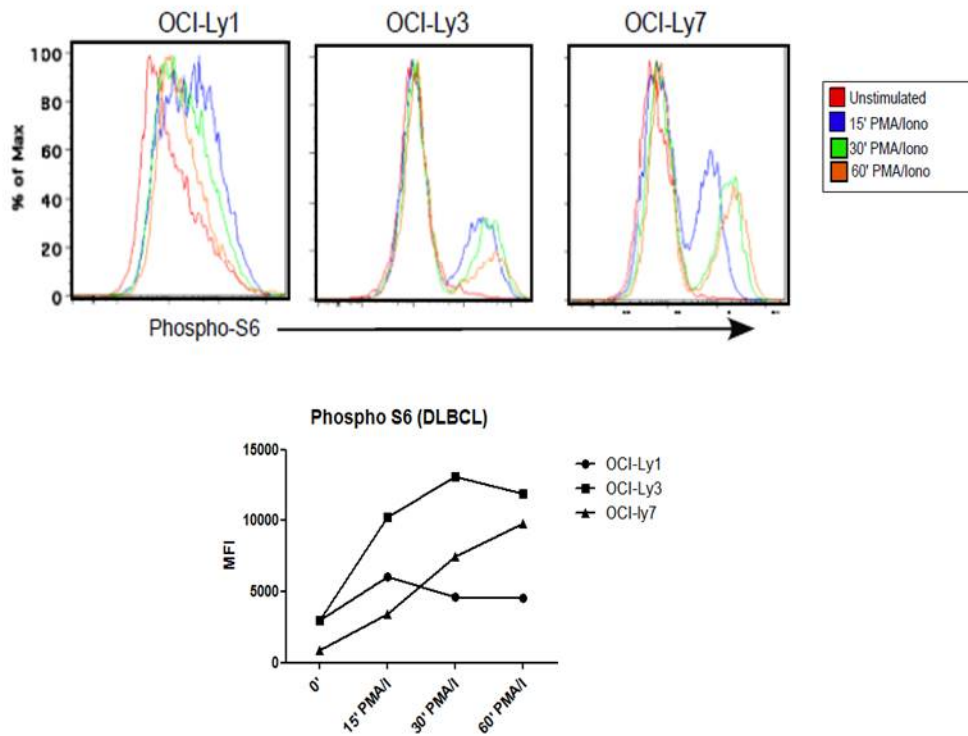 OCI-Ly1 OCI-Ly3 OCI-Ly7
100
80
60
40
20
0
% of Max
Unstimulated
15' PMA/Iono
30' PMA/Iono
60' PMA/Iono
Phospho-S6
Phospho S6 (DLBCL)
15000
10000
5000
0
MFI
OCI-Ly1
OCI-Ly3
OCI-ly7
0'
15' PMA/I
30' PMA/I
60' PMA/I